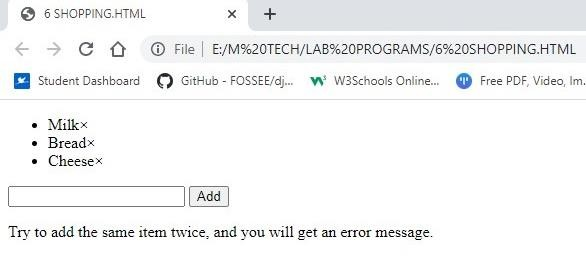 6 SHOPPING.HTML
File | E:/M%20TECH/LAB%20PROGRAMS/6%20SHOPPING.HTML
Student Dashboard GitHub - FOSSEE/dj... W3Schools Online... Free PDF, Video, Im.
Milk×
Bread×
Cheese×
Add
Try to add the same item twice, and you will get an error message.